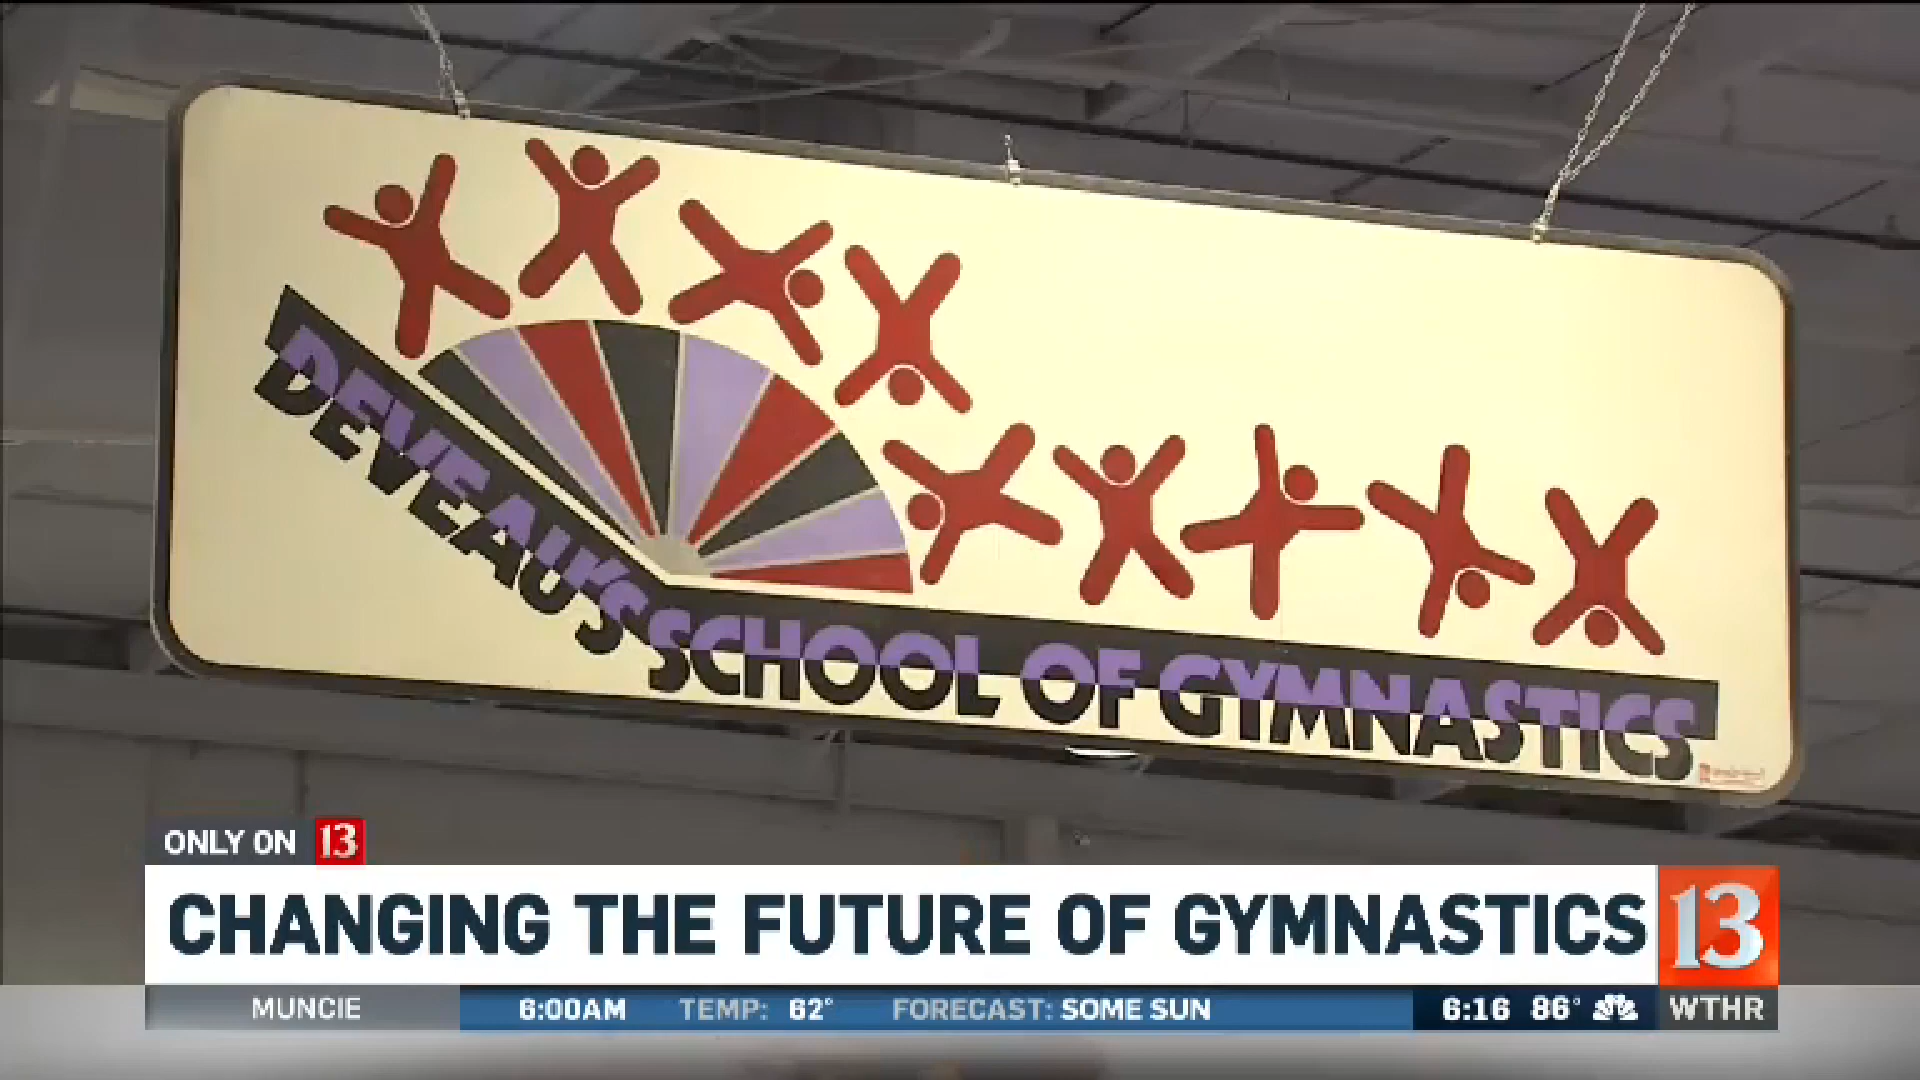 DEVEAU'S SCHOOL OF GYMNASTICS
ONLY ON 13
CHANGING THE FUTURE OF GYMNASTICS 13
MUNCIE 6:00AM TEMP: 62° FORECAST: SOME SUN 6:16 86° WTHR